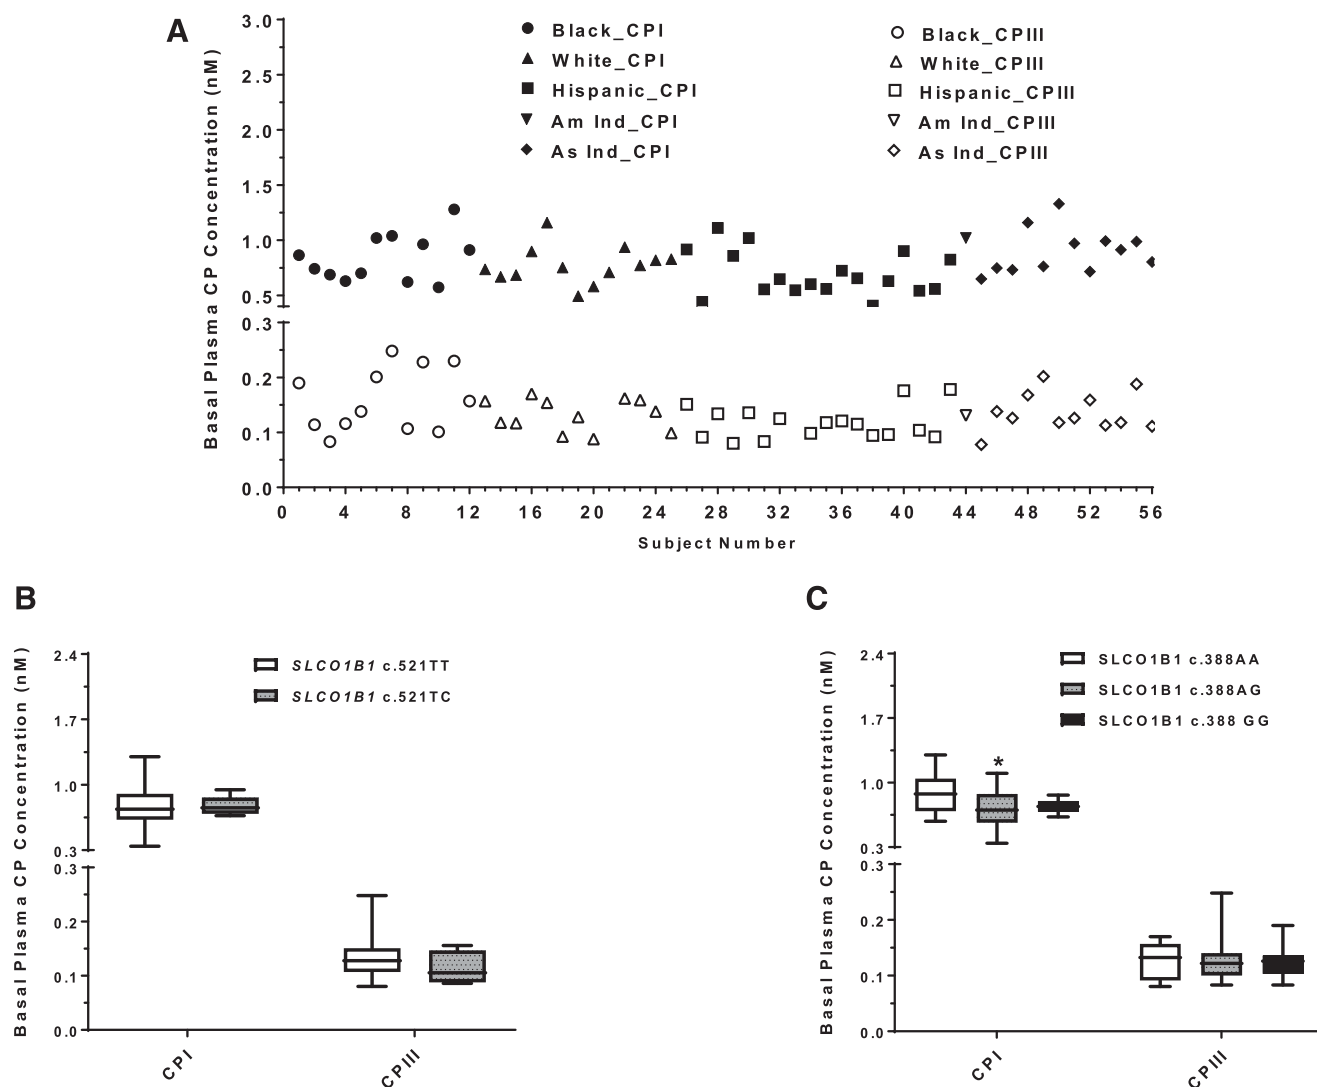 A
Basal Plasma CP Concentration (nM)
3.0
2.5
2.0
1.5
1.0
0.5
0.3
0.2
0.1
0.0
Black_CPI
White_CPI
Hispanic_CPI
Am Ind_CPI
As Ind_CPI
Black_CPIII
White_CPIII
Hispanic_CPIII
Am Ind_CPIII
As Ind_CPIII
0 4 8 12 16 20 24 28 32 36 40 44 48 52 56
Subject Number
B
Basal Plasma CP Concentration (nM)
2.4
1.7
1.0
0.3
0.3
0.2
0.1
0.0
SLCO1B1 c.521TT
SLCO1B1 c.521TC
CPI CPIII
C
Basal Plasma CP Concentration (nM)
2.4
1.7
1.0
0.3
0.3
0.2
0.1
0.0
SLCO1B1 c.388AA
SLCO1B1 c.388AG
SLCO1B1 c.388 GG
*
CPI CPIII